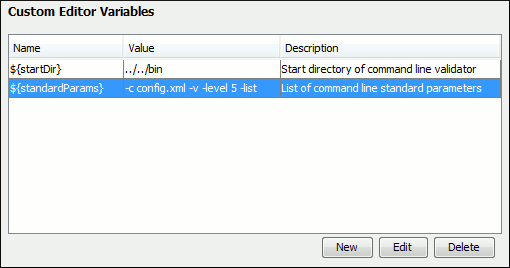 Custom Editor Variables
Name Value Description
${startDir} ../../bin Start directory of command line validator
${standardParams} -c config.xml -v -level 5 -list List of command line standard parameters
New Edit Delete